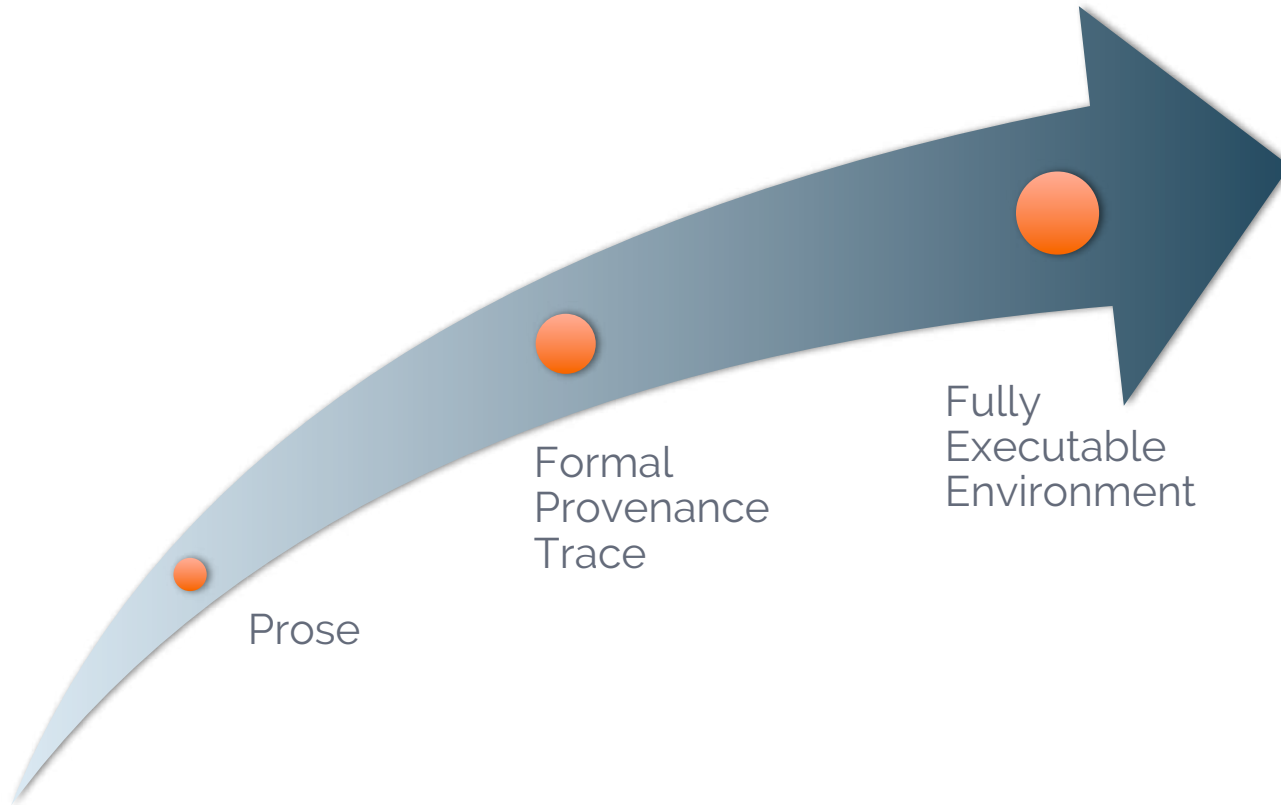 Prose
Formal
Provenance
Trace
Fully
Executable
Environment